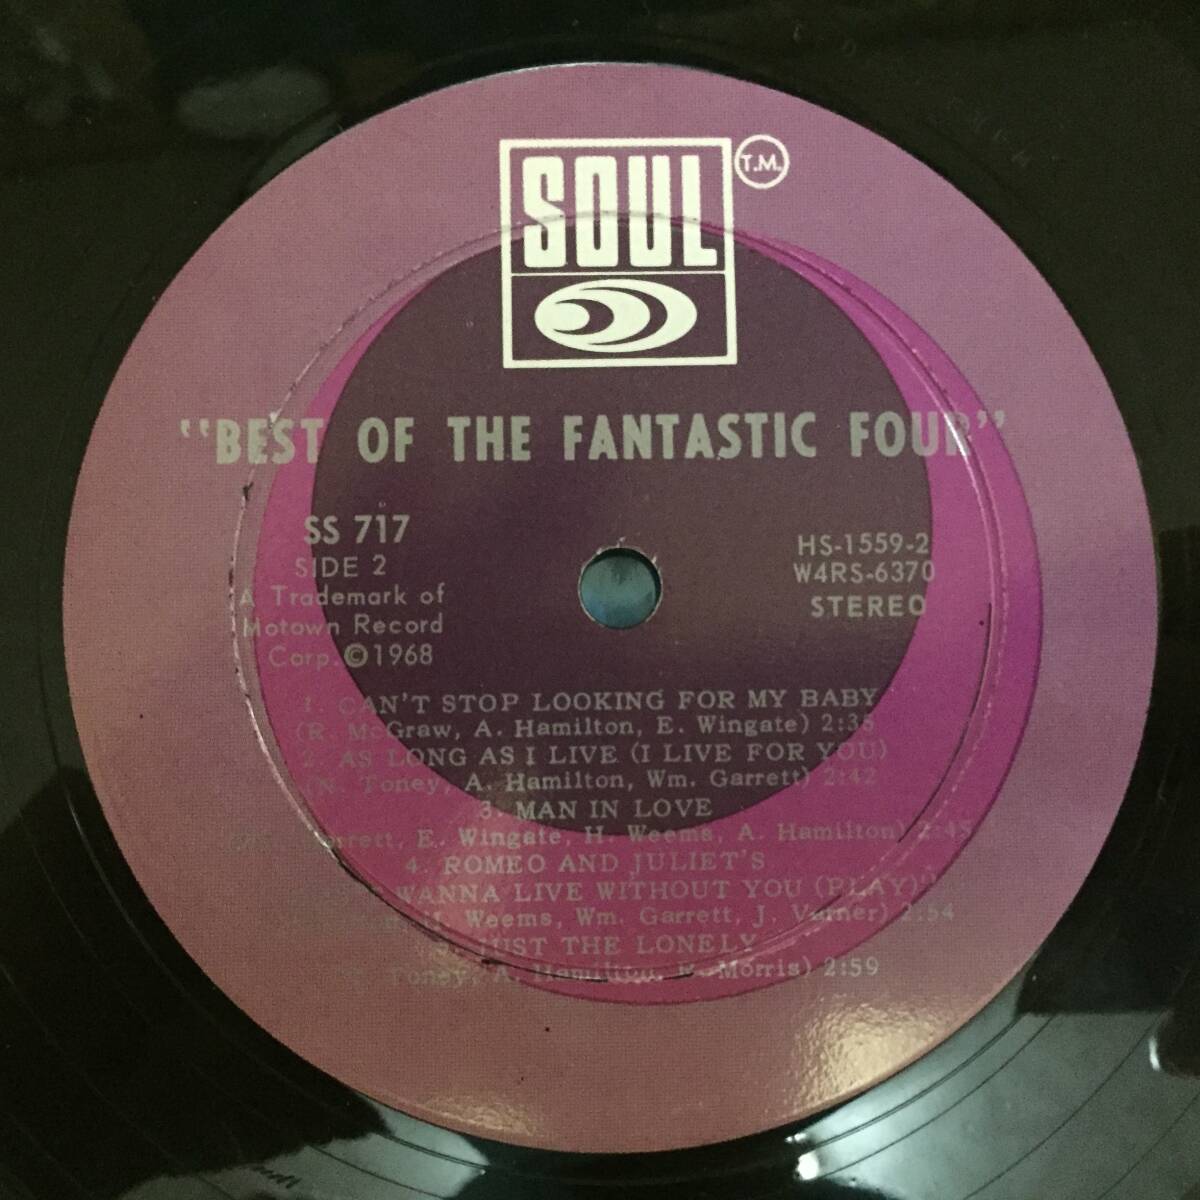 SOUL
T.M.
"BEST OF THE FANTASTIC FOUR"
SS 717
SIDE 2
A Trademark of
Motown Record
Corp. © 1968
HS-1559-2
W4RS-6370
STEREO
1. CAN'T STOP LOOKING FOR MY BABY
(R. McGraw, A. Hamilton, E. Wingate) 2:35
2. AS LONG AS I LIVE (I LIVE FOR YOU)
(N. Toney, A. Hamilton, Wm. Garrett) 2:42
3. MAN IN LOVE
Garrett, E. Wingate, H. Weems, A. Hamilton) 2:45
4. ROMEO AND JULIET'S
WANNA LIVE WITHOUT YOU (PLAY)
Weems, Wm. Garrett, J. Varner) 2:54
5. JUST THE LONELY
Toney, A. Hamilton, R. Morris) 2:59